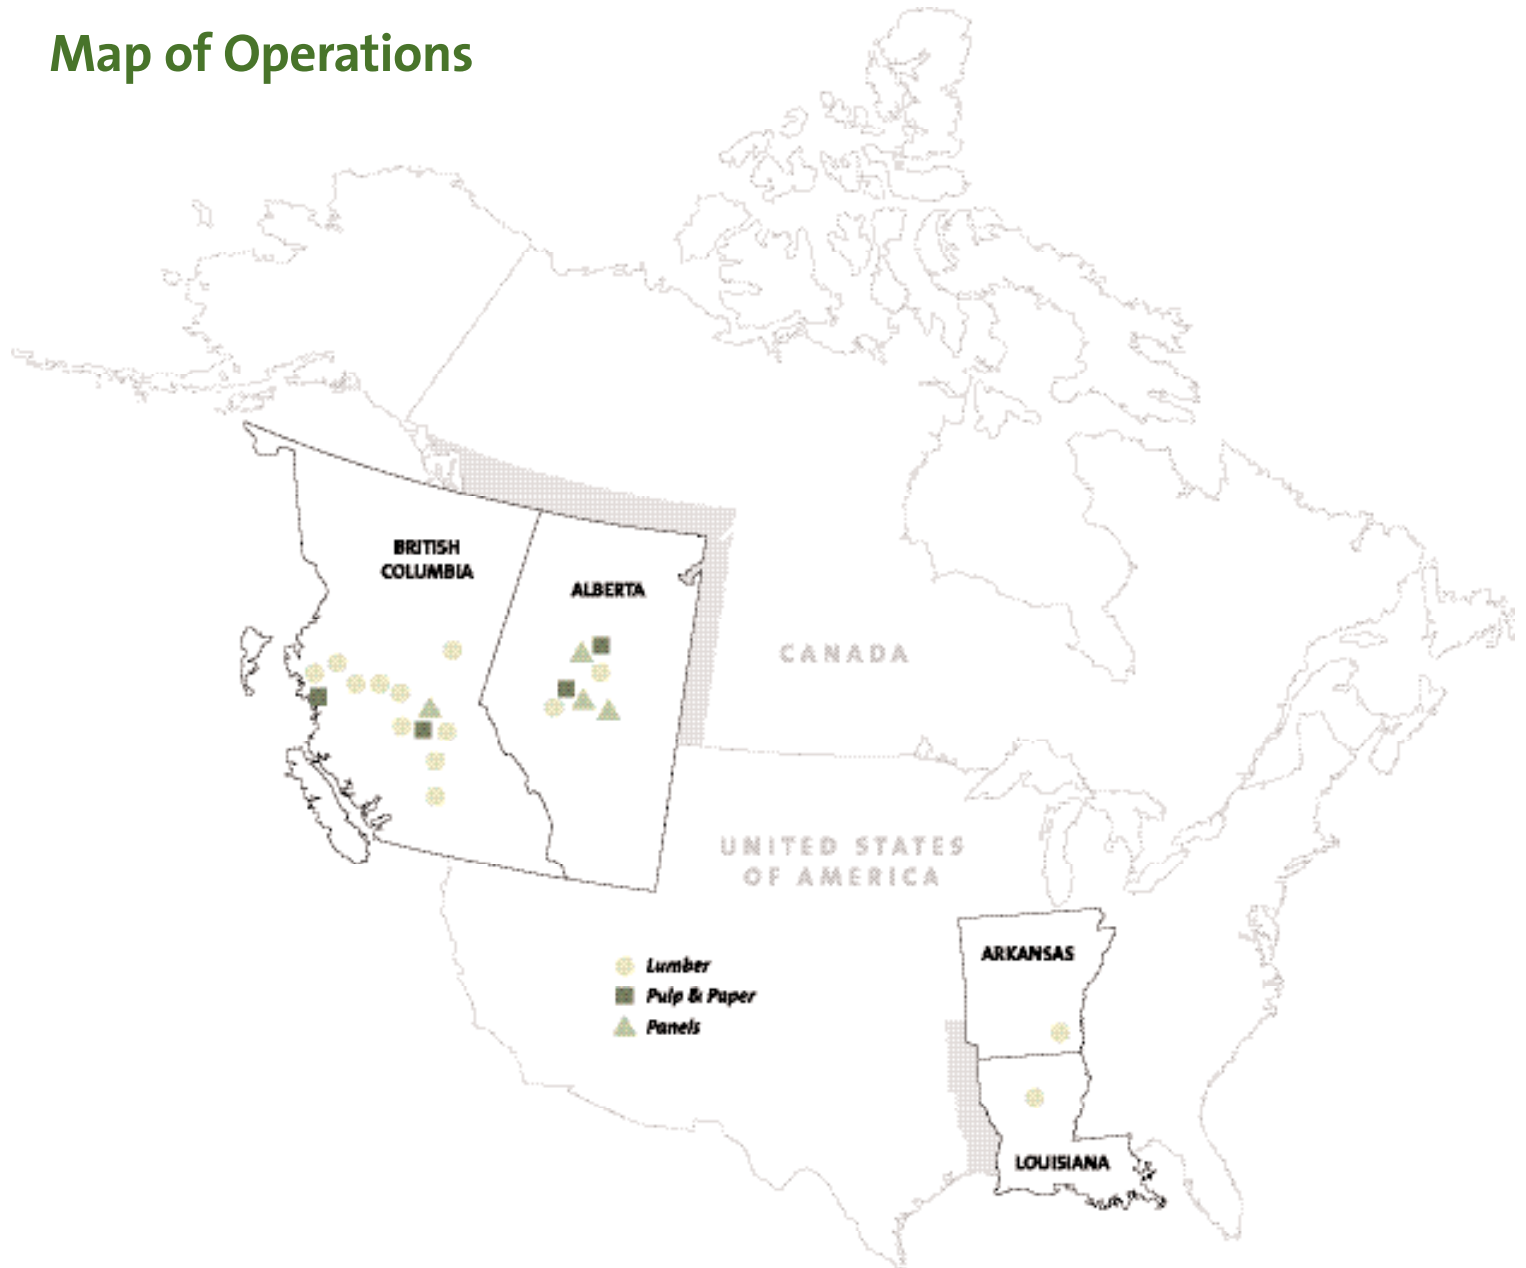 Map of Operations
BRITISH
COLUMBIA
ALBERTA
CANADA
UNITED STATES
OF AMERICA
ARKANSAS
Lumber
Pulp & Paper
Panels
LOUISIANA